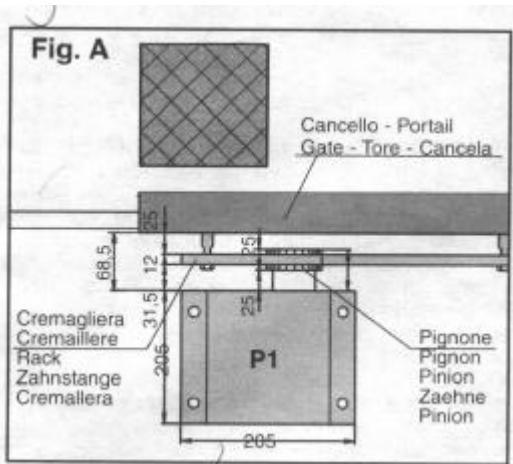 Fig. A
Cancello - Portail
Gate - Tore - Cancela
25
68,5
12
25
31,5
25
Cremagliera
Cremaillere
Rack
Zahnstange
Cremallera
P1
205
Pignone
Pignon
Pinion
Zaehne
Pinion
205